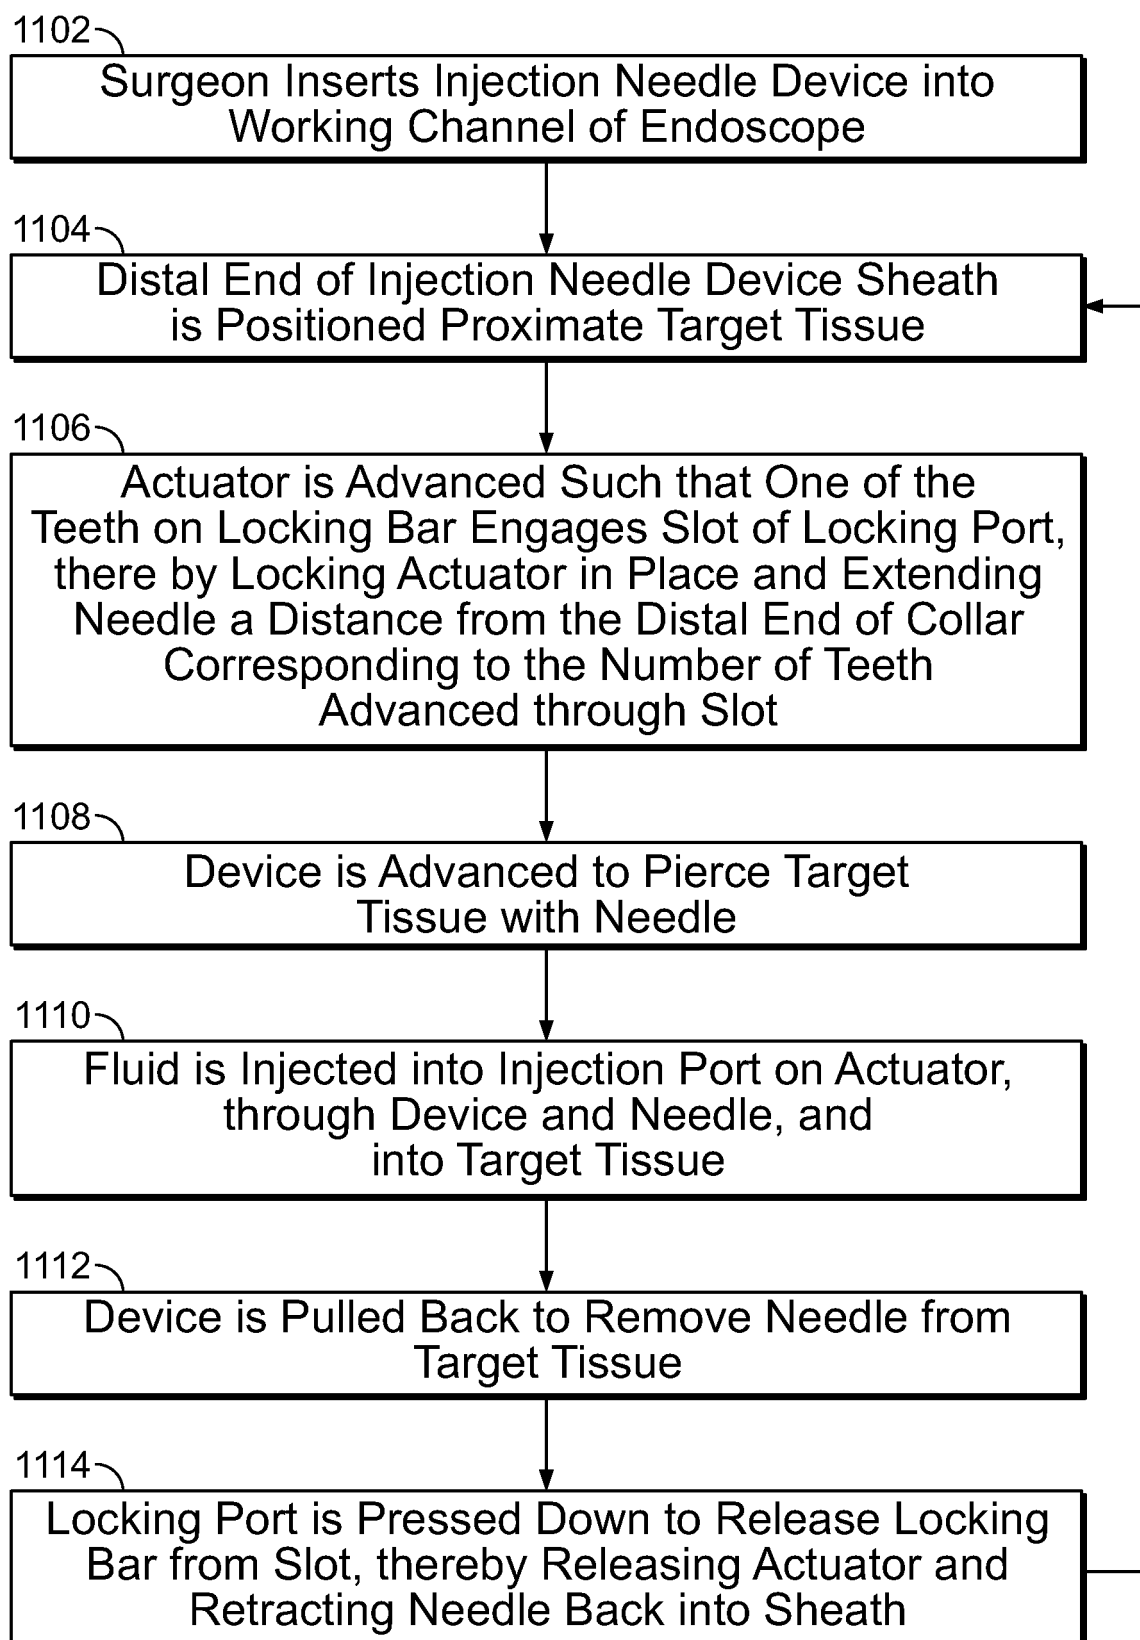 1102
Surgeon Inserts Injection Needle Device into
Working Channel of Endoscope
1104
Distal End of Injection Needle Device Sheath
is Positioned Proximate Target Tissue
1106
Actuator is Advanced Such that One of the
Teeth on Locking Bar Engages Slot of Locking Port,
there by Locking Actuator in Place and Extending
Needle a Distance from the Distal End of Collar
Corresponding to the Number of Teeth
Advanced through Slot
1108
Device is Advanced to Pierce Target
Tissue with Needle
1110
Fluid is Injected into Injection Port on Actuator,
through Device and Needle, and
into Target Tissue
1112
Device is Pulled Back to Remove Needle from
Target Tissue
1114
Locking Port is Pressed Down to Release Locking
Bar from Slot, thereby Releasing Actuator and
Retracting Needle Back into Sheath